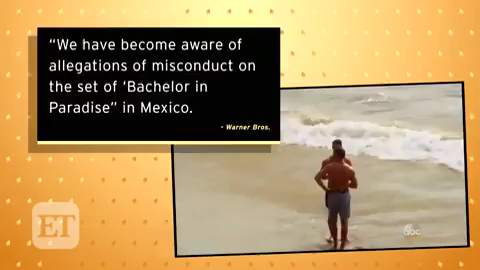 “We have become aware of
allegations of misconduct on
the set of ‘Bachelor in
Paradise” in Mexico.
- Warner Bros.
ET
abc